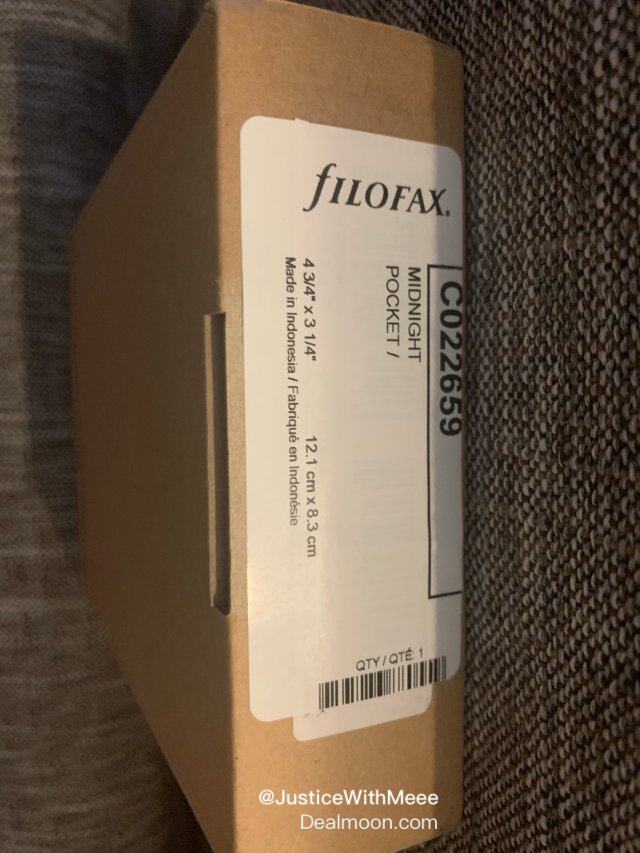 fILOFAX.
C022659
MIDNIGHT
POCKET /
4 3/4" x 3 1/4" 12.1 cm x 8.3 cm
Made in Indonesia / Fabriqué en Indonésie
QTY / QTÉ: 1
@JusticeWithMeee
Dealmoon.com